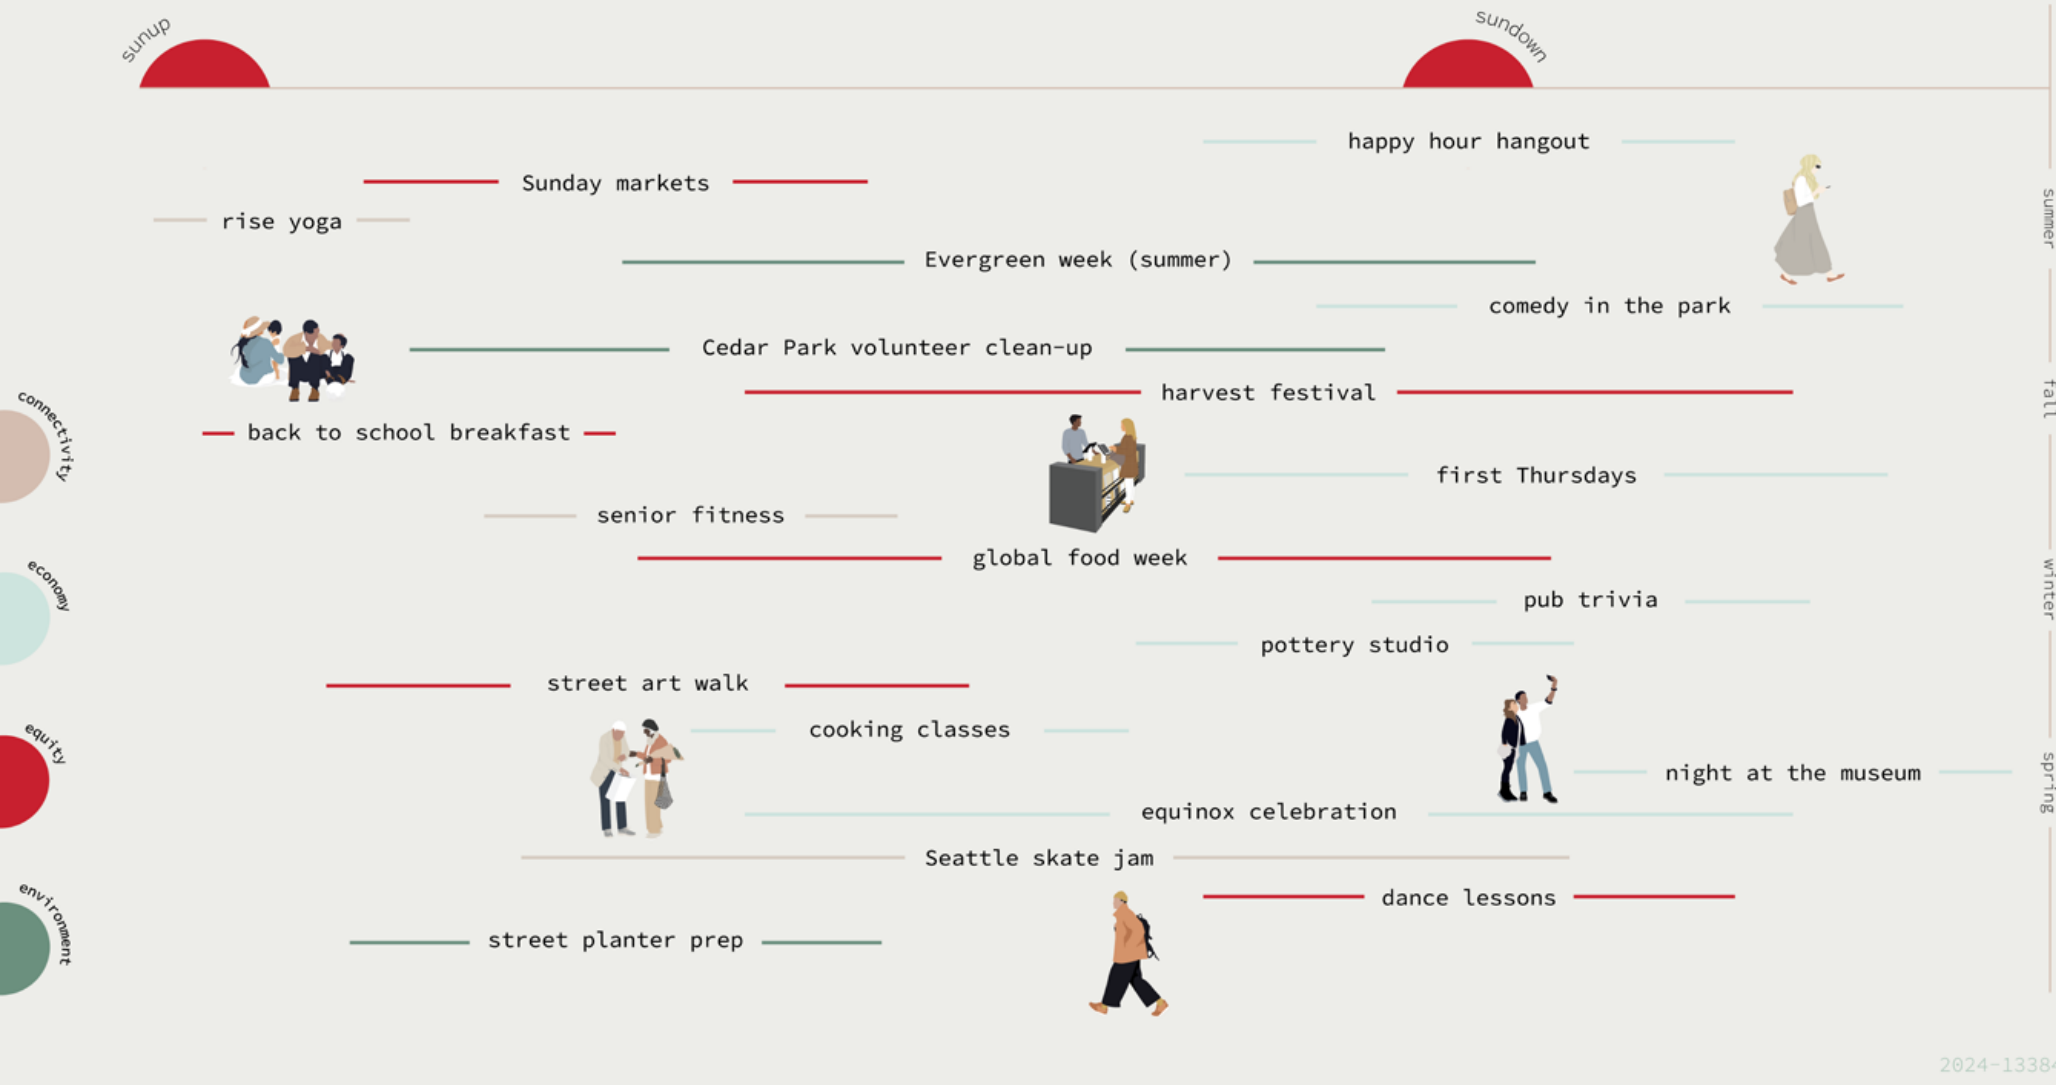 sunup
sundown
happy hour hangout
Sunday markets
rise yoga
summer
Evergreen week (summer)
comedy in the park
Cedar Park volunteer clean-up
harvest festival
fall
connectivity
back to school breakfast
first Thursdays
senior fitness
global food week
economy
winter
pub trivia
pottery studio
street art walk
cooking classes
equity
night at the museum
spring
equinox celebration
Seattle skate jam
dance lessons
environment
street planter prep
2024-13384